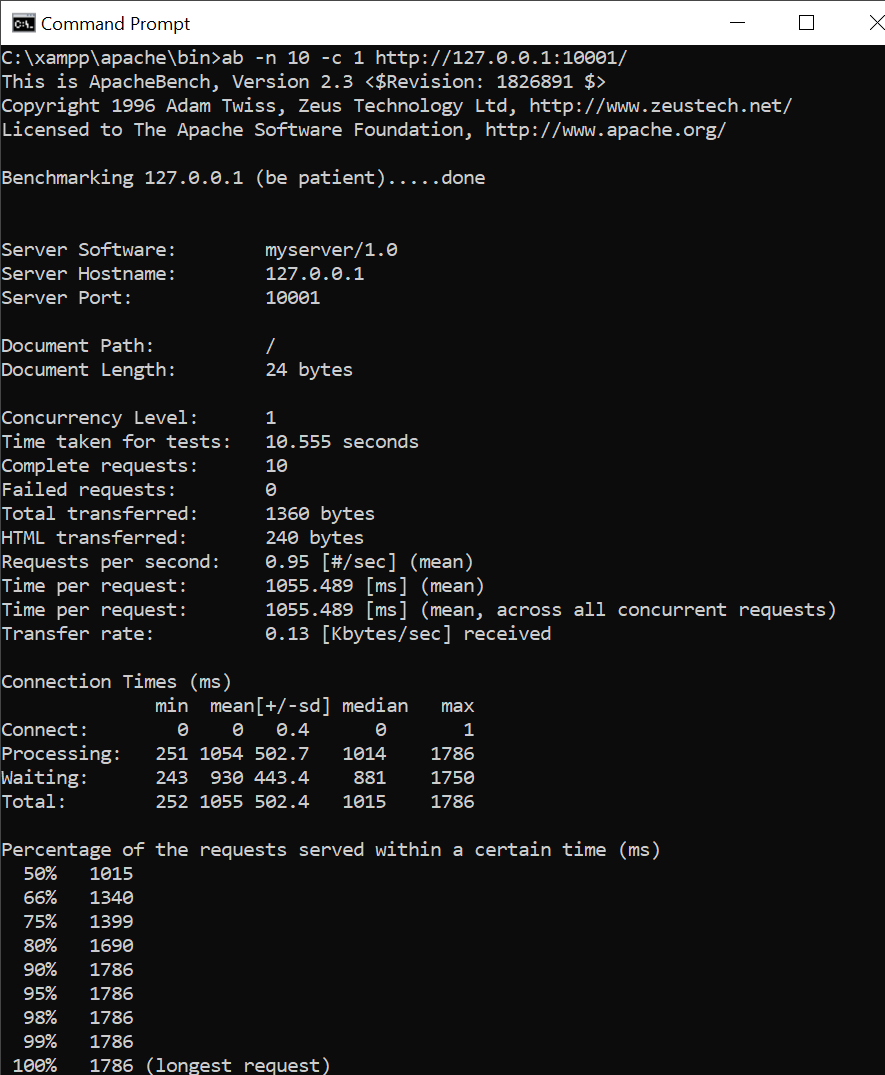 Command Prompt
C:\xampp\apache\bin>ab -n 10 -c 1 http://127.0.0.1:10001/
This is ApacheBench, Version 2.3 <$Revision: 1826891 $>
Copyright 1996 Adam Twiss, Zeus Technology Ltd, http://www.zeustech.net/
Licensed to The Apache Software Foundation, http://www.apache.org/

Benchmarking 127.0.0.1 (be patient).....done


Server Software:        myserver/1.0
Server Hostname:        127.0.0.1
Server Port:            10001

Document Path:          /
Document Length:        24 bytes

Concurrency Level:      1
Time taken for tests:   10.555 seconds
Complete requests:      10
Failed requests:        0
Total transferred:      1360 bytes
HTML transferred:       240 bytes
Requests per second:    0.95 [#/sec] (mean)
Time per request:       1055.489 [ms] (mean)
Time per request:       1055.489 [ms] (mean, across all concurrent requests)
Transfer rate:          0.13 [Kbytes/sec] received

Connection Times (ms)
              min  mean[+/-sd] median   max
Connect:        0    0   0.4      0       1
Processing:   251 1054 502.7   1014    1786
Waiting:      243  930 443.4    881    1750
Total:        252 1055 502.4   1015    1786

Percentage of the requests served within a certain time (ms)
  50%   1015
  66%   1340
  75%   1399
  80%   1690
  90%   1786
  95%   1786
  98%   1786
  99%   1786
 100%   1786 (longest request)